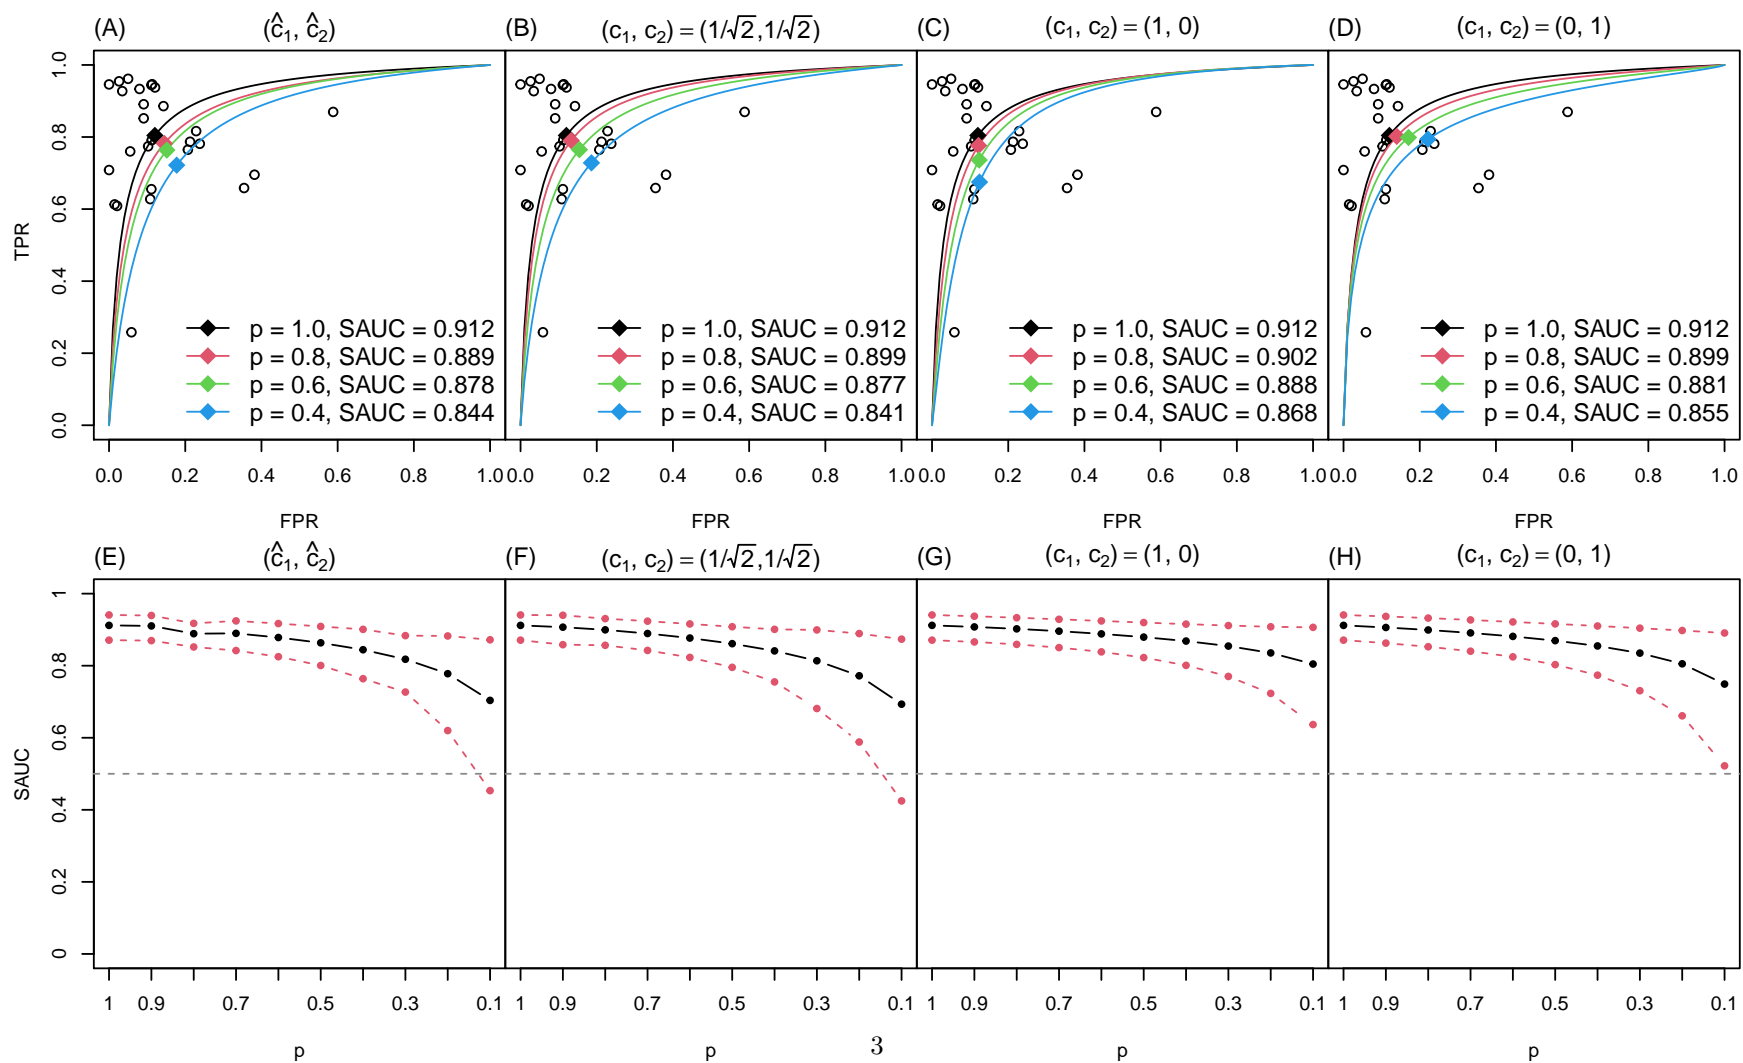 (A) (ĉ₁, ĉ₂) (B) (c₁, c₂) = (1/√2,1/√2) (C) (c₁, c₂) = (1, 0) (D) (c₁, c₂) = (0, 1)
TPR
1.0
0.8
0.6
0.4
0.2
0.0
p = 1.0, SAUC = 0.912
p = 0.8, SAUC = 0.889
p = 0.6, SAUC = 0.878
p = 0.4, SAUC = 0.844
p = 1.0, SAUC = 0.912
p = 0.8, SAUC = 0.899
p = 0.6, SAUC = 0.877
p = 0.4, SAUC = 0.841
p = 1.0, SAUC = 0.912
p = 0.8, SAUC = 0.902
p = 0.6, SAUC = 0.888
p = 0.4, SAUC = 0.868
p = 1.0, SAUC = 0.912
p = 0.8, SAUC = 0.899
p = 0.6, SAUC = 0.881
p = 0.4, SAUC = 0.855
0.0 0.2 0.4 0.6 0.8 1.0 0.0 0.2 0.4 0.6 0.8 1.0 0.0 0.2 0.4 0.6 0.8 1.0 0.0 0.2 0.4 0.6 0.8 1.0
FPR FPR FPR FPR
(E) (ĉ₁, ĉ₂) (F) (c₁, c₂) = (1/√2,1/√2) (G) (c₁, c₂) = (1, 0) (H) (c₁, c₂) = (0, 1)
SAUC
1
0.8
0.6
0.4
0.2
0
1 0.9 0.7 0.5 0.3 0.1 1 0.9 0.7 0.5 0.3 0.1 1 0.9 0.7 0.5 0.3 0.1 1 0.9 0.7 0.5 0.3 0.1
p p p p
3